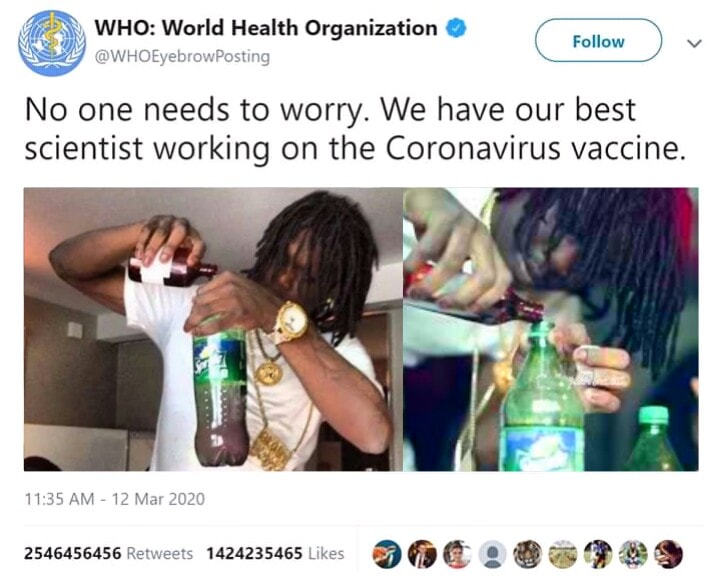 WHO: World Health Organization
@WHOEyebrowPosting
Follow
No one needs to worry. We have our best
scientist working on the Coronavirus vaccine.
Sprite
11:35 AM - 12 Mar 2020
2546456456 Retweets 1424235465 Likes